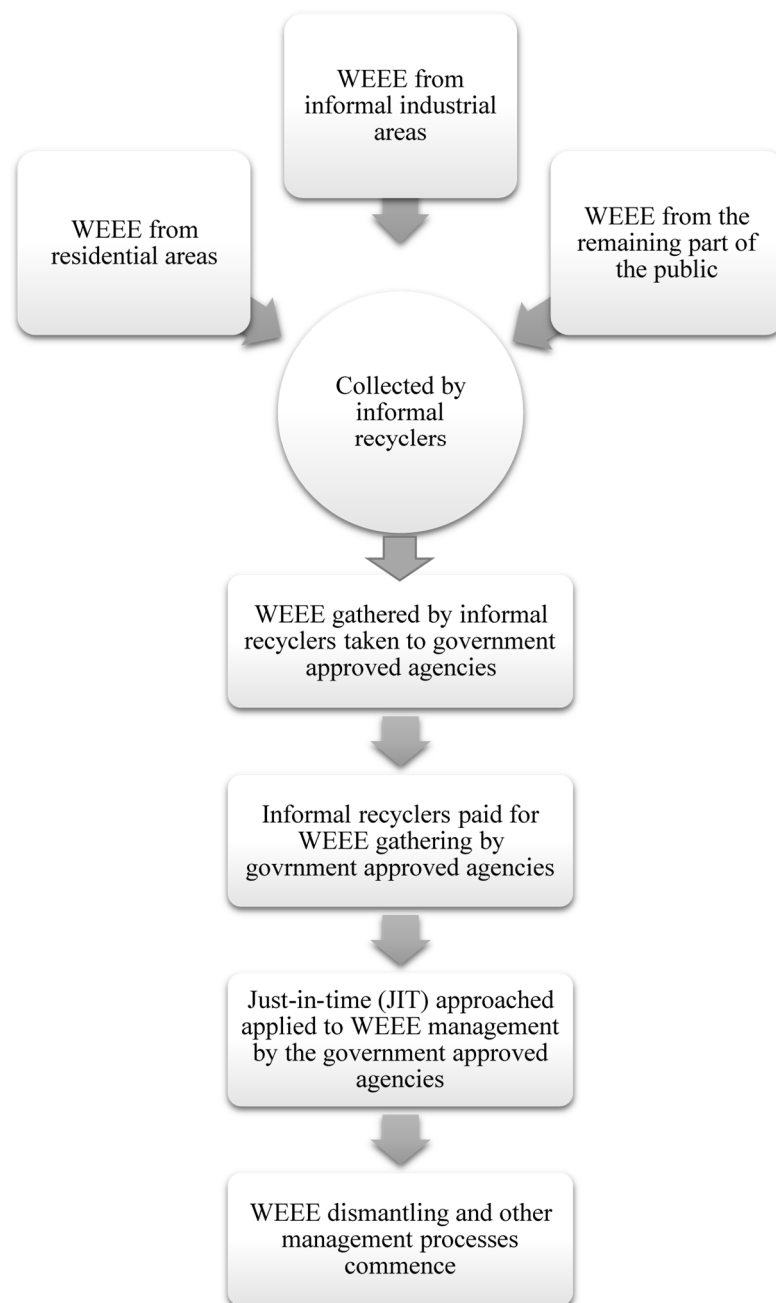 WEEE from
informal industrial
areas
WEEE from
residential areas
WEEE from the
remaining part of
the public
Collected by
informal
recyclers
WEEE gathered by informal
recyclers taken to government
approved agencies
Informal recyclers paid for
WEEE gathering by
govrnment approved agencies
Just-in-time (JIT) approached
applied to WEEE management
by the government approved
agencies
WEEE dismantling and other
management processes
commence